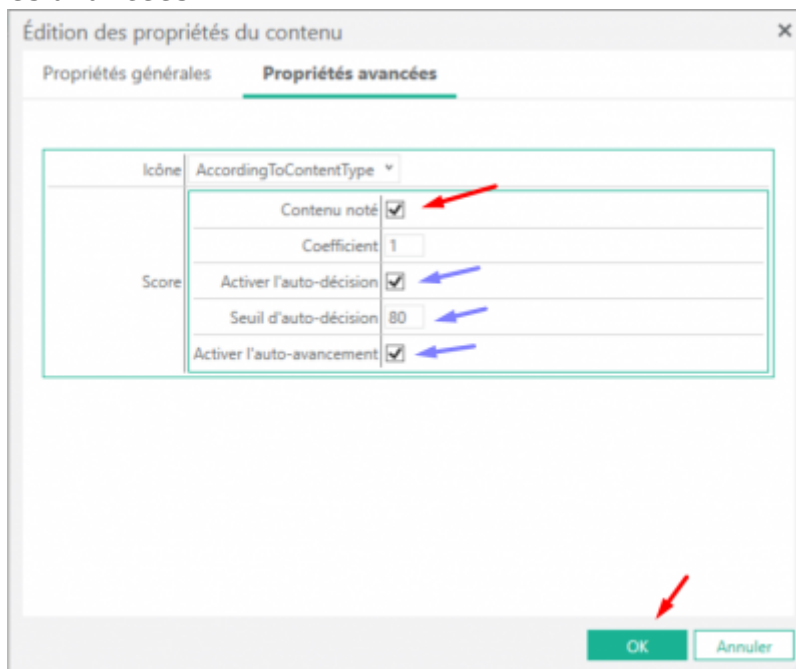 Édition des propriétés du contenu
Propriétés générales Propriétés avancées
Icône AccordingToContentType
Contenu noté
Coefficient 1
Score Activer l'auto-décision
Seuil d'auto-décision 80
Activer l'auto-avancement
OK Annuler